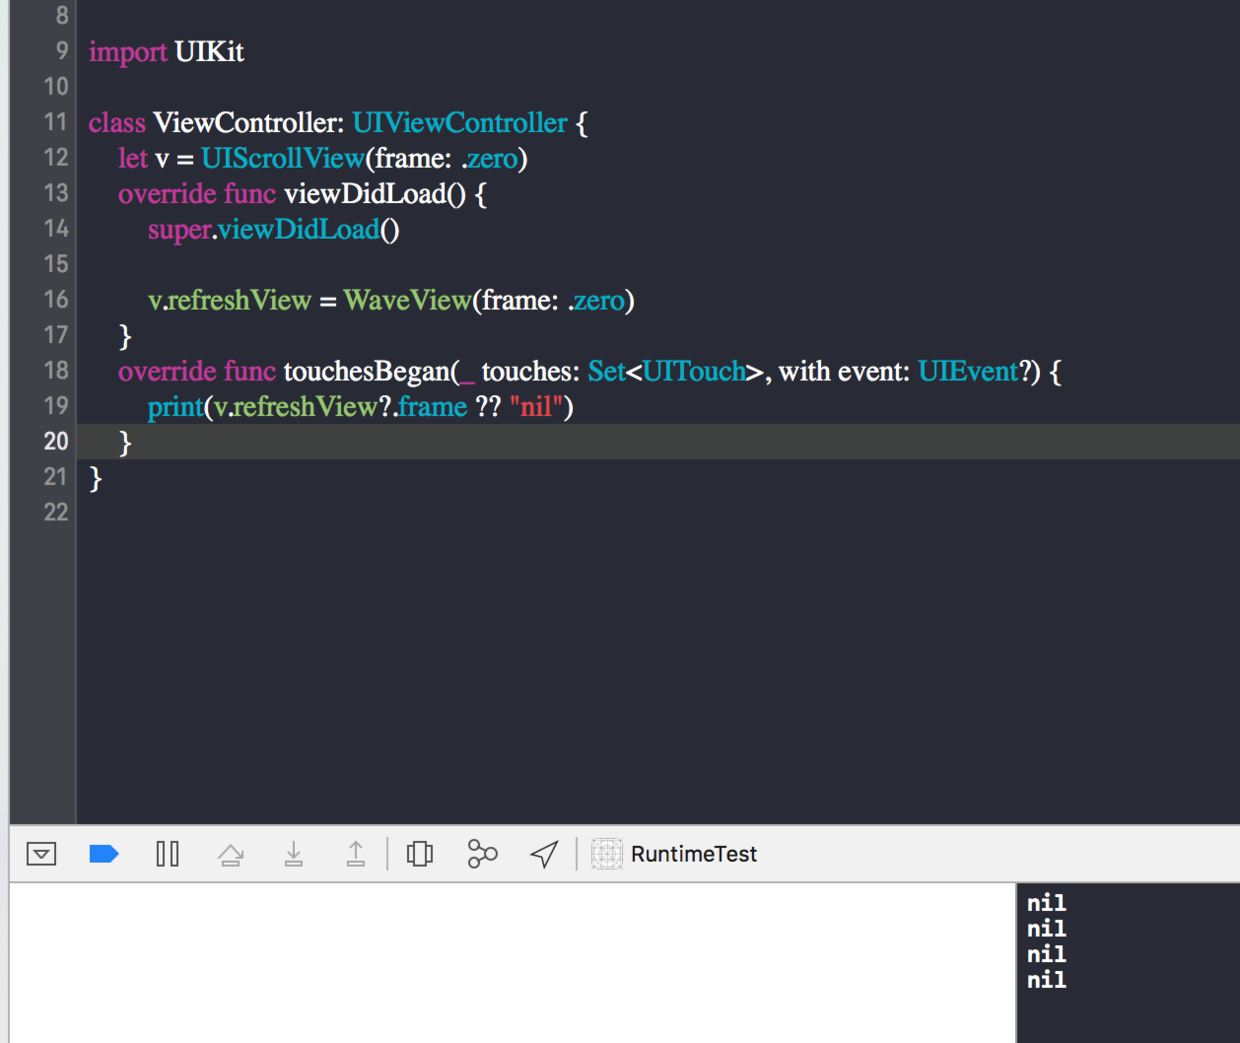 8
9 import UIKit
10
11 class ViewController: UIViewController {
12 let v = UIScrollView(frame: .zero)
13 override func viewDidLoad() {
14 super.viewDidLoad()
15
16 v.refreshView = WaveView(frame: .zero)
17 }
18 override func touchesBegan(_ touches: Set<UITouch>, with event: UIEvent?) {
19 print(v.refreshView?.frame ?? "nil")
20 }
21 }
22
RuntimeTest
nil
nil
nil
nil